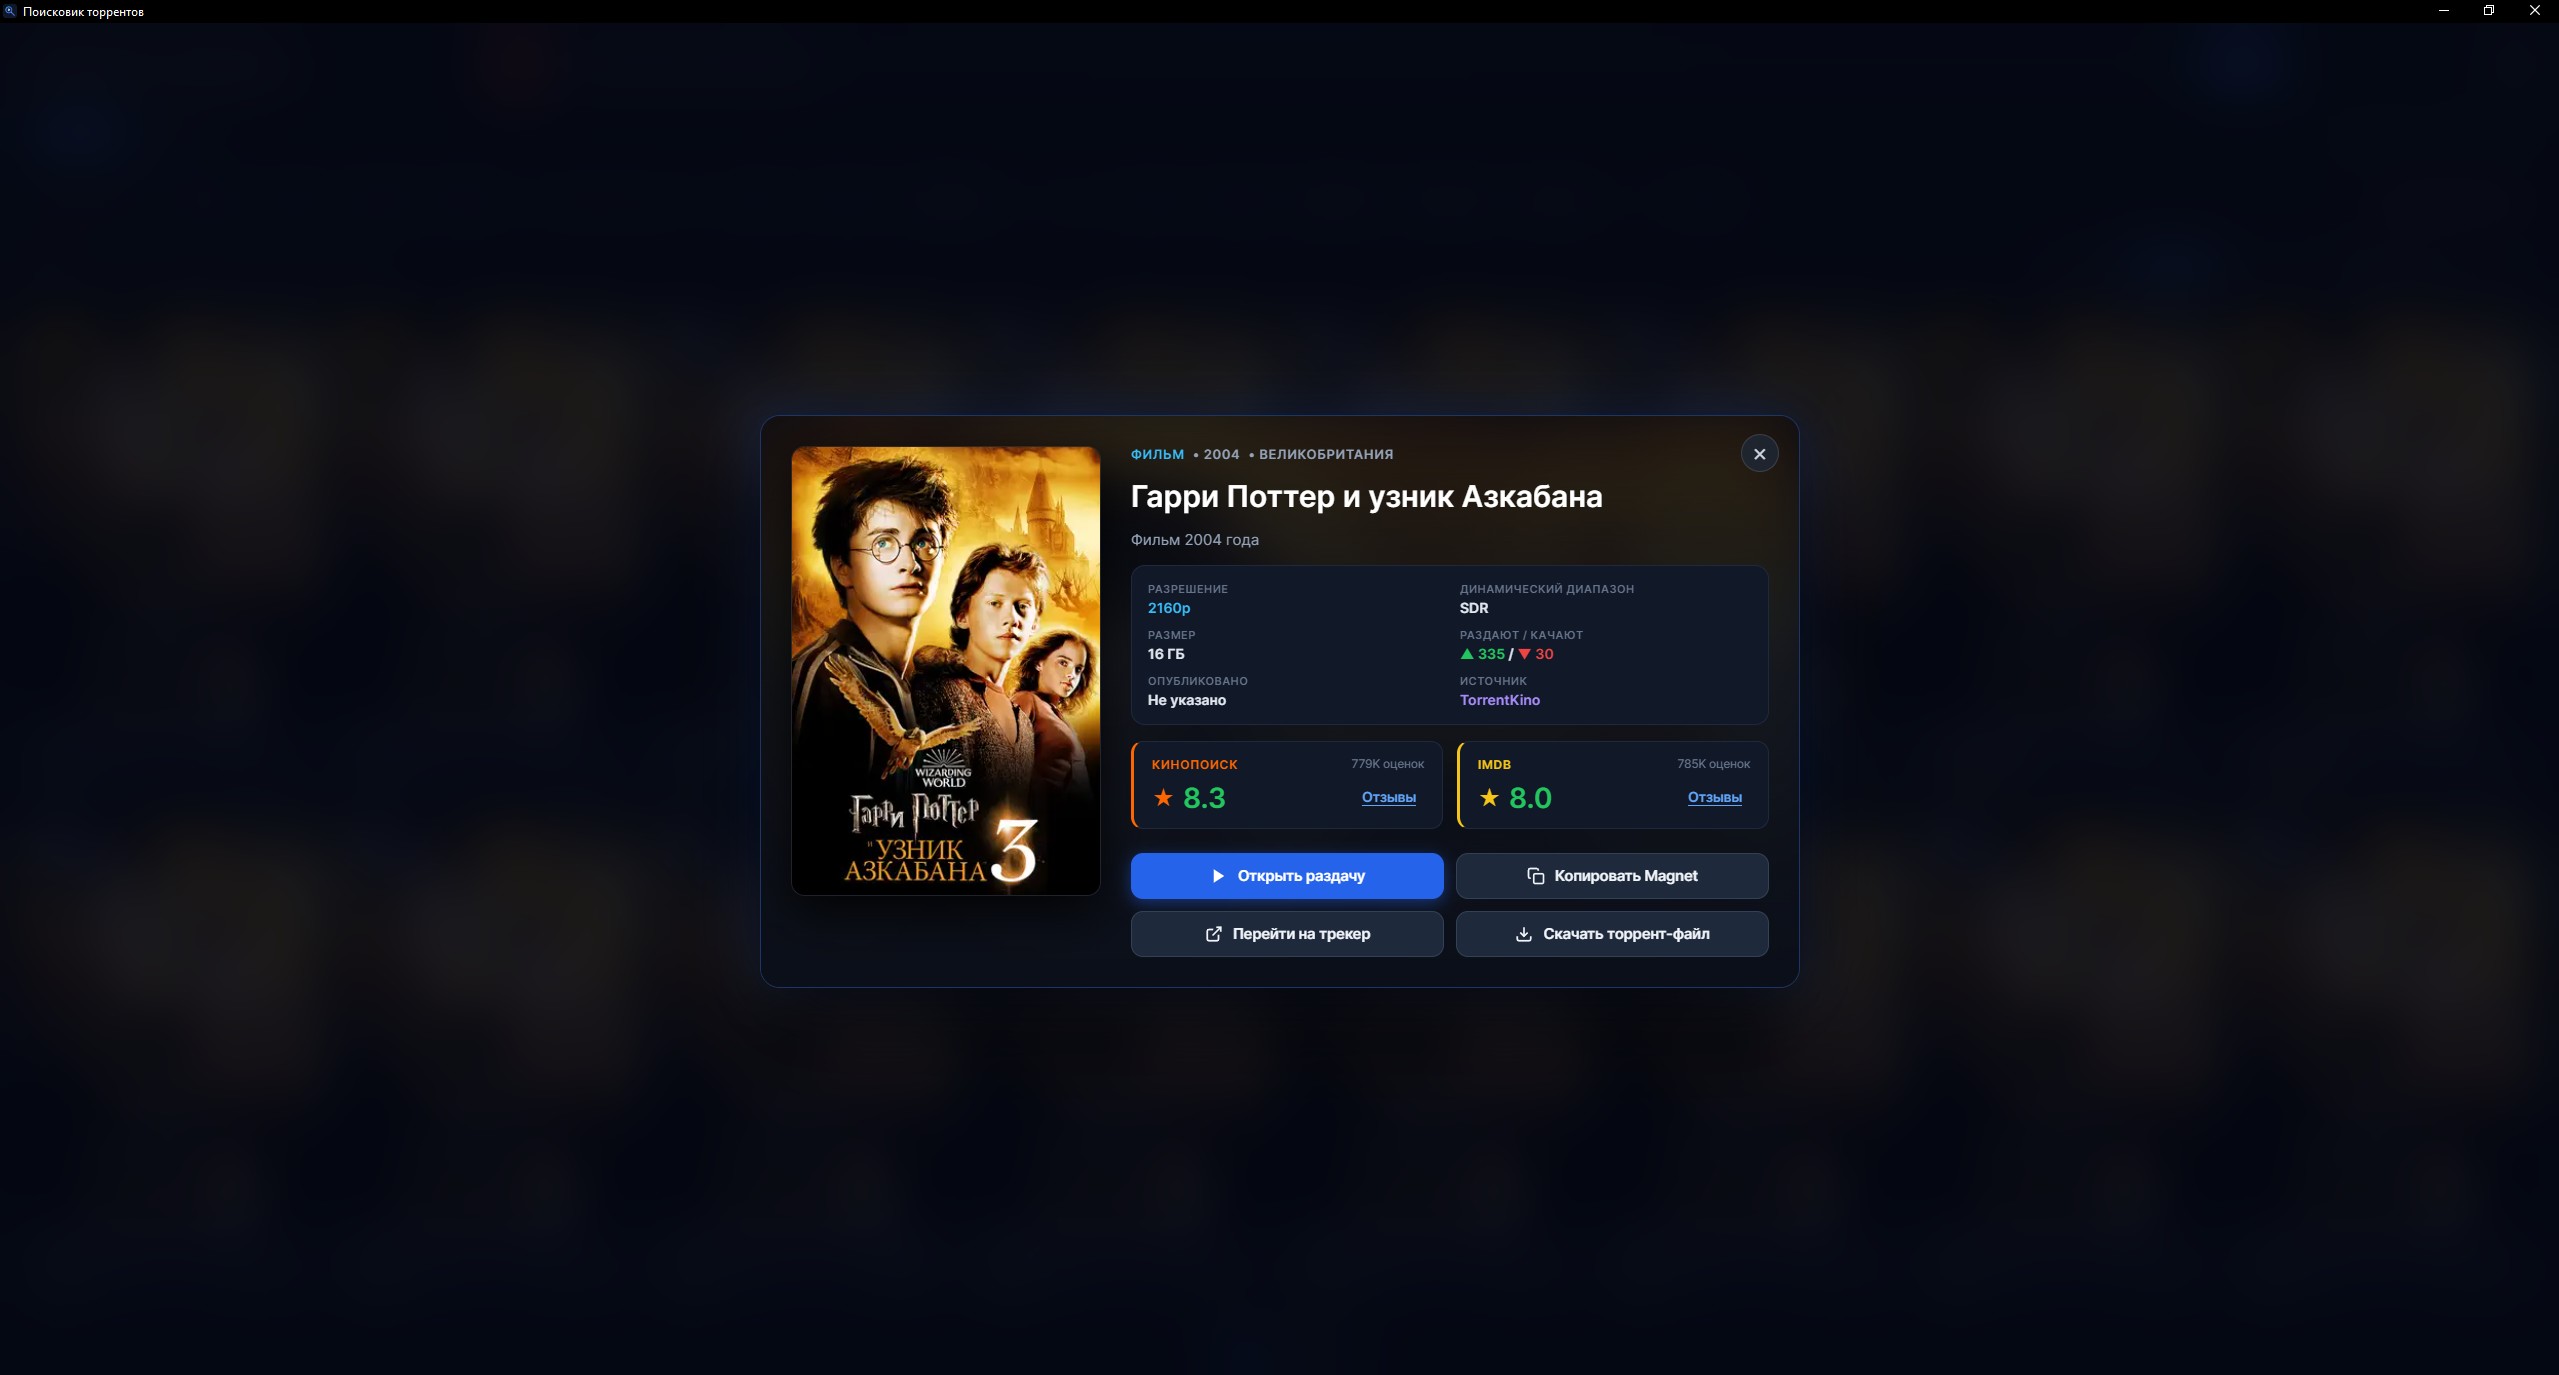 Поисковик торрентов
WIZARDING
WORLD
Гарри Поттер
и УЗНИК
АЗКАБАНА 3
ФИЛЬМ • 2004 • ВЕЛИКОБРИТАНИЯ
Гарри Поттер и узник Азкабана
Фильм 2004 года
РАЗРЕШЕНИЕ
2160p
ДИНАМИЧЕСКИЙ ДИАПАЗОН
SDR
РАЗМЕР
16 ГБ
РАЗДАЮТ / КАЧАЮТ
▲ 335 / ▼ 30
ОПУБЛИКОВАНО
Не указано
ИСТОЧНИК
TorrentKino
КИНОПОИСК 779K оценок
★ 8.3 Отзывы
IMDB 785K оценок
★ 8.0 Отзывы
Открыть раздачу
Копировать Magnet
Перейти на трекер
Скачать торрент-файл